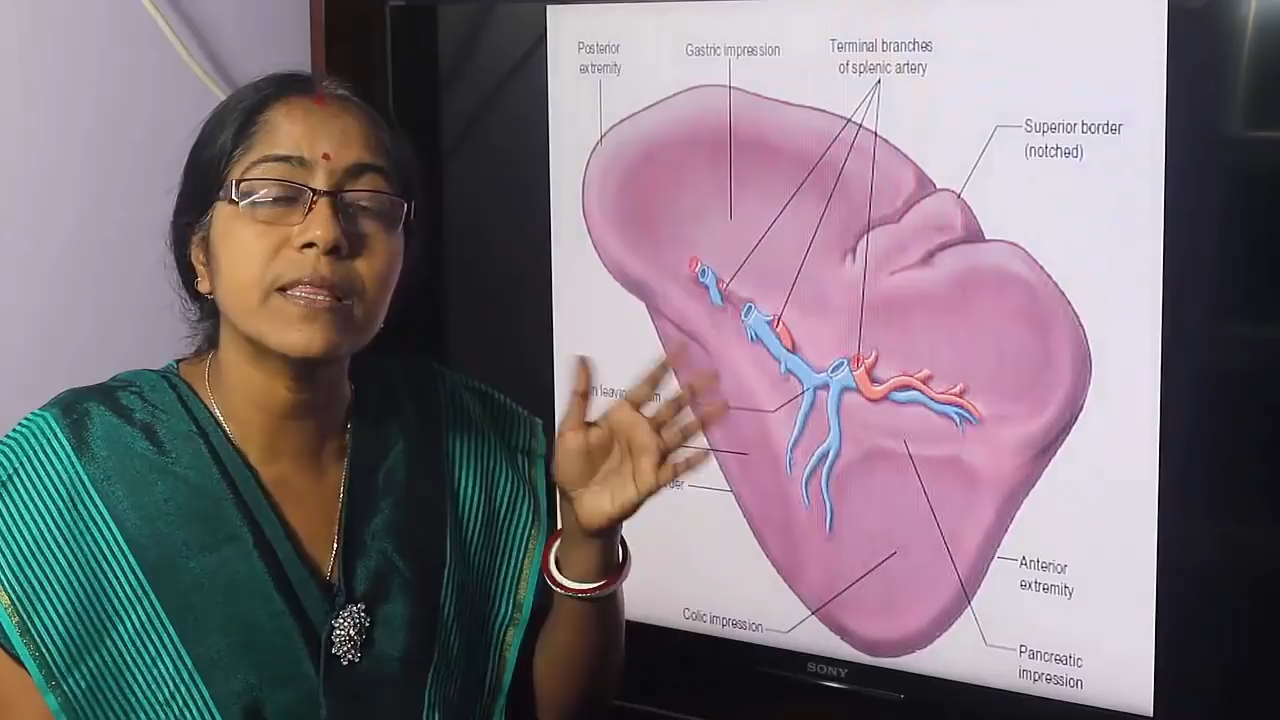 Posterior
extremity
Gastric impression
Terminal branches
of splenic artery
Superior border
(notched)
Colic impression
Anterior
extremity
Pancreatic
impression
SONY